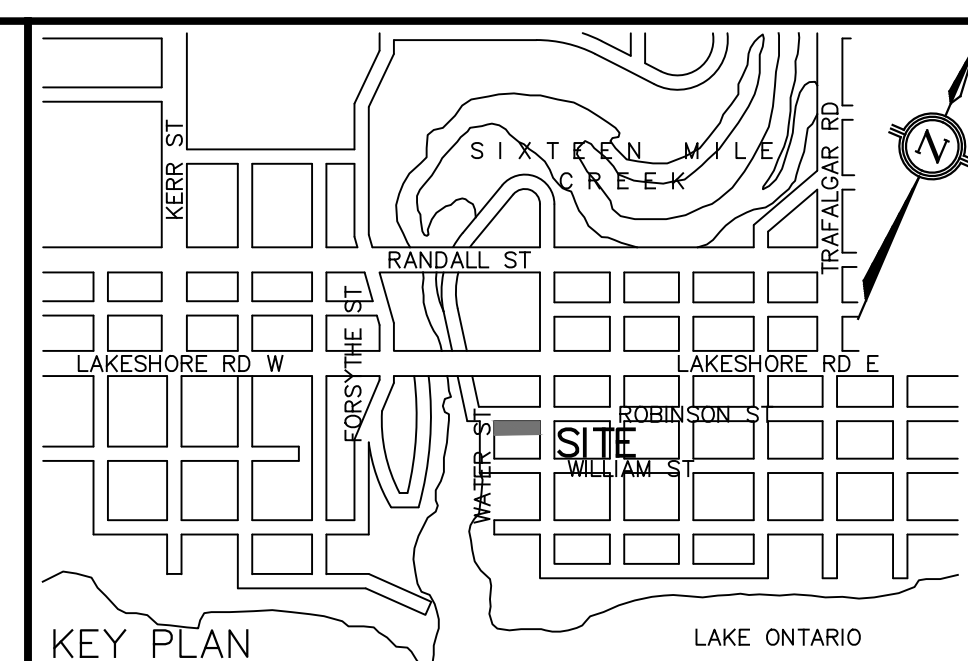 SIXTEEN MILE
CREEK
KERR ST
TRAFALGAR RD
N
RANDALL ST
FORSYTHE ST
LAKESHORE RD W
LAKESHORE RD E
ROBINSON ST
SITE
WILLIAM ST
WATER ST
KEY PLAN
LAKE ONTARIO